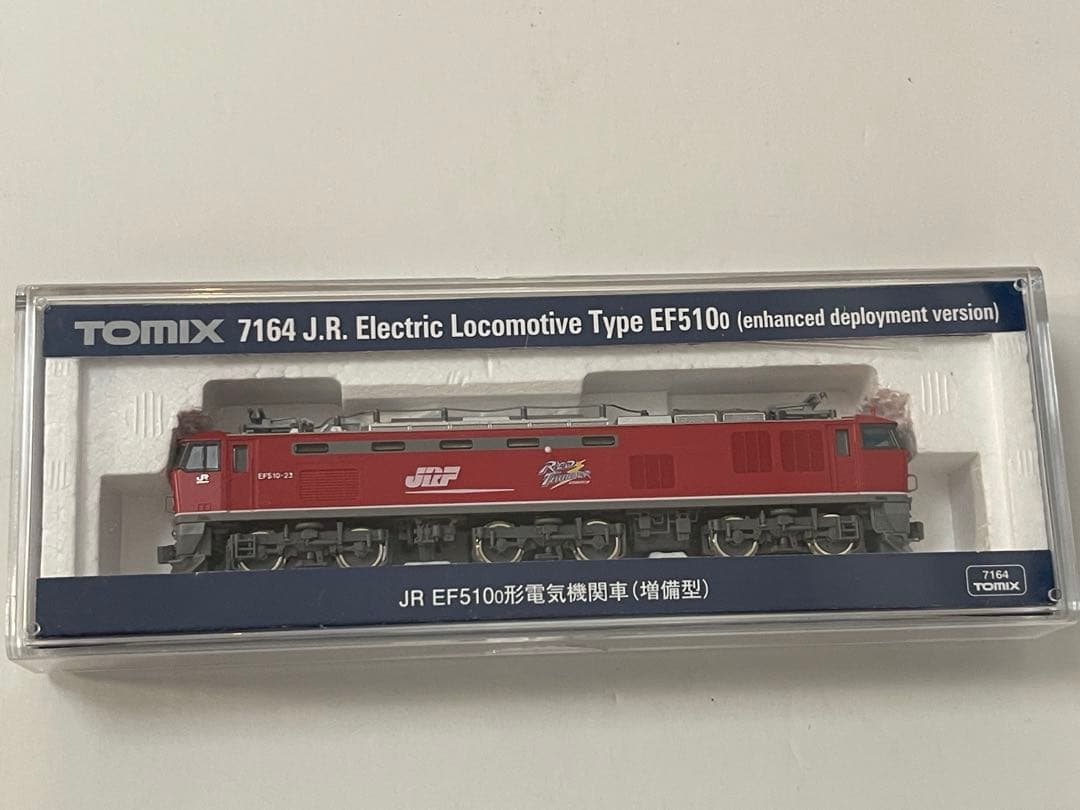 TOMIX 7164 J.R. Electric Locomotive Type EF5100 (enhanced deployment version)
JR
EF510-23
JRF
RED THUNDER
JR EF5100形電気機関車(増備型)
7164
TOMIX